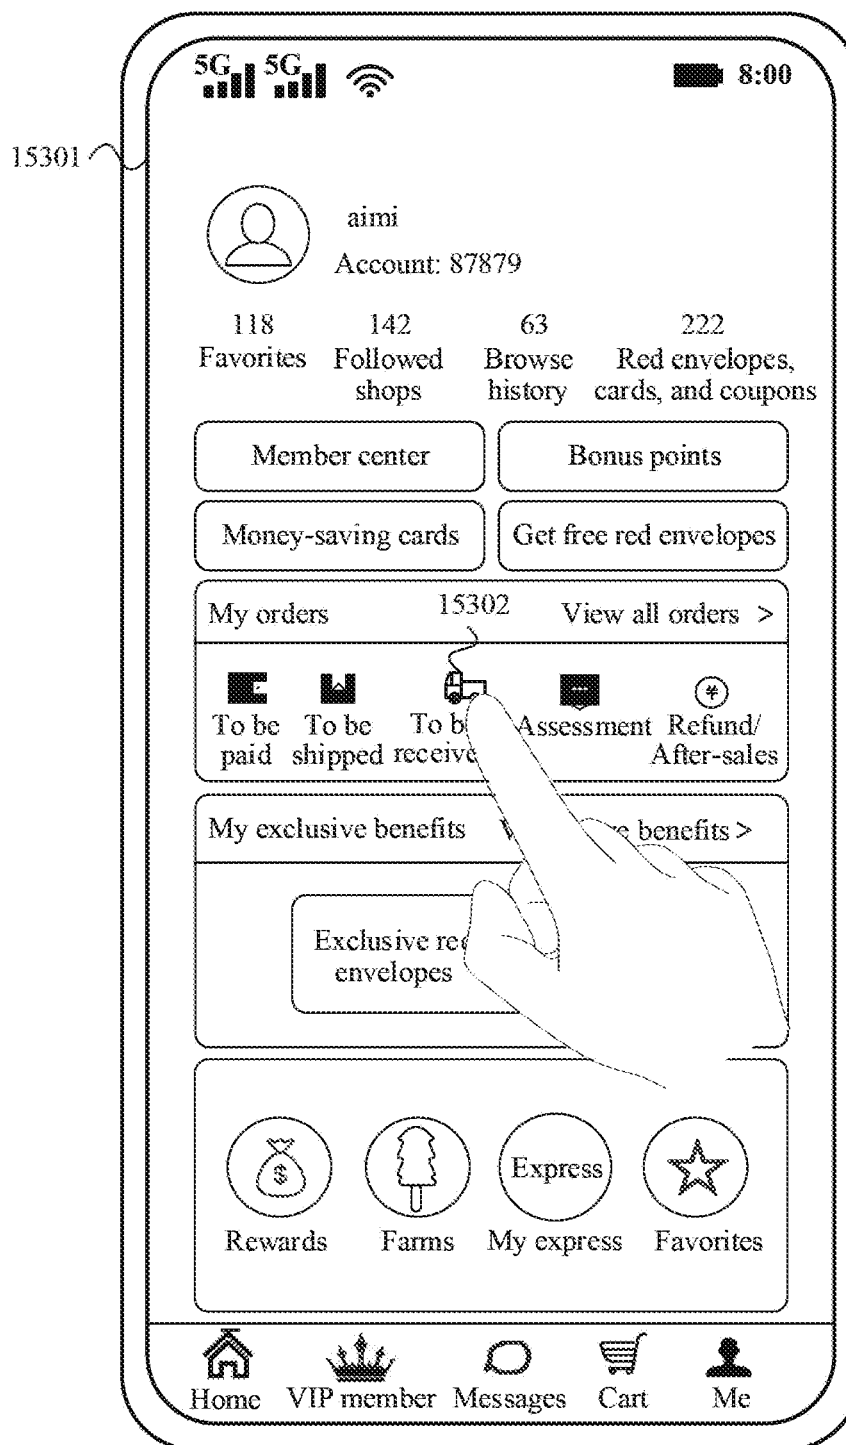 5G 5G 8:00
15301
aimi
Account: 87879
118 142 63 222
Favorites Followed shops Browse history Red envelopes, cards, and coupons
Member center Bonus points
Money-saving cards Get free red envelopes
15302
My orders View all orders >
To be paid To be shipped To Assessment Refund/ After-sales
My exclusive benefits benefits >
Exclusive
envelopes
$ Express
Rewards Farms My express Favorites
Home VIP member Messages Cart Me